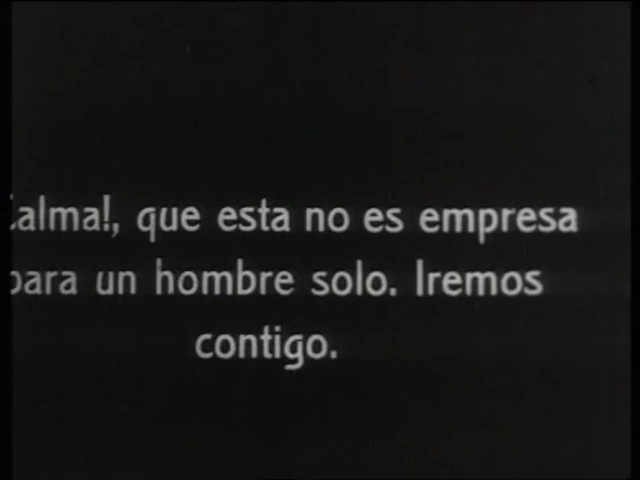 Calma!, que esta no es empresa
para un hombre solo. Iremos
contigo.